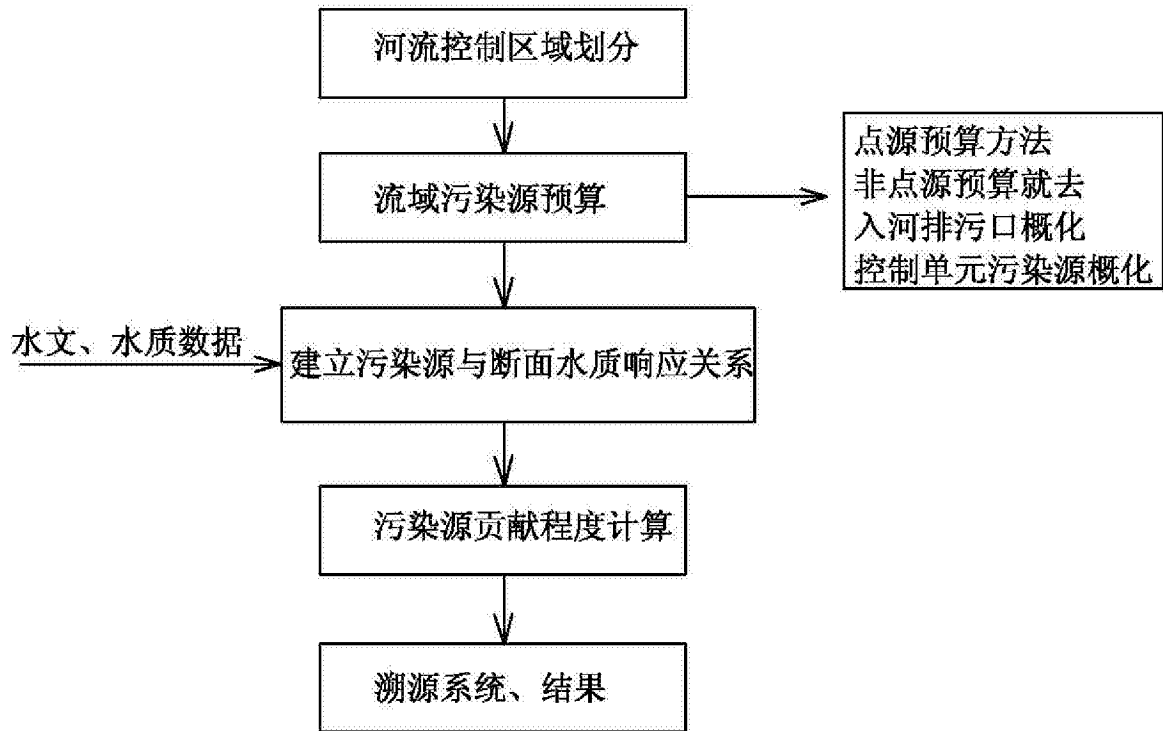 河流控制区域划分
流域污染源预算
点源预算方法
非点源预算就去
入河排污口概化
控制单元污染源概化
水文、水质数据
建立污染源与断面水质响应关系
污染源贡献程度计算
溯源系统、结果